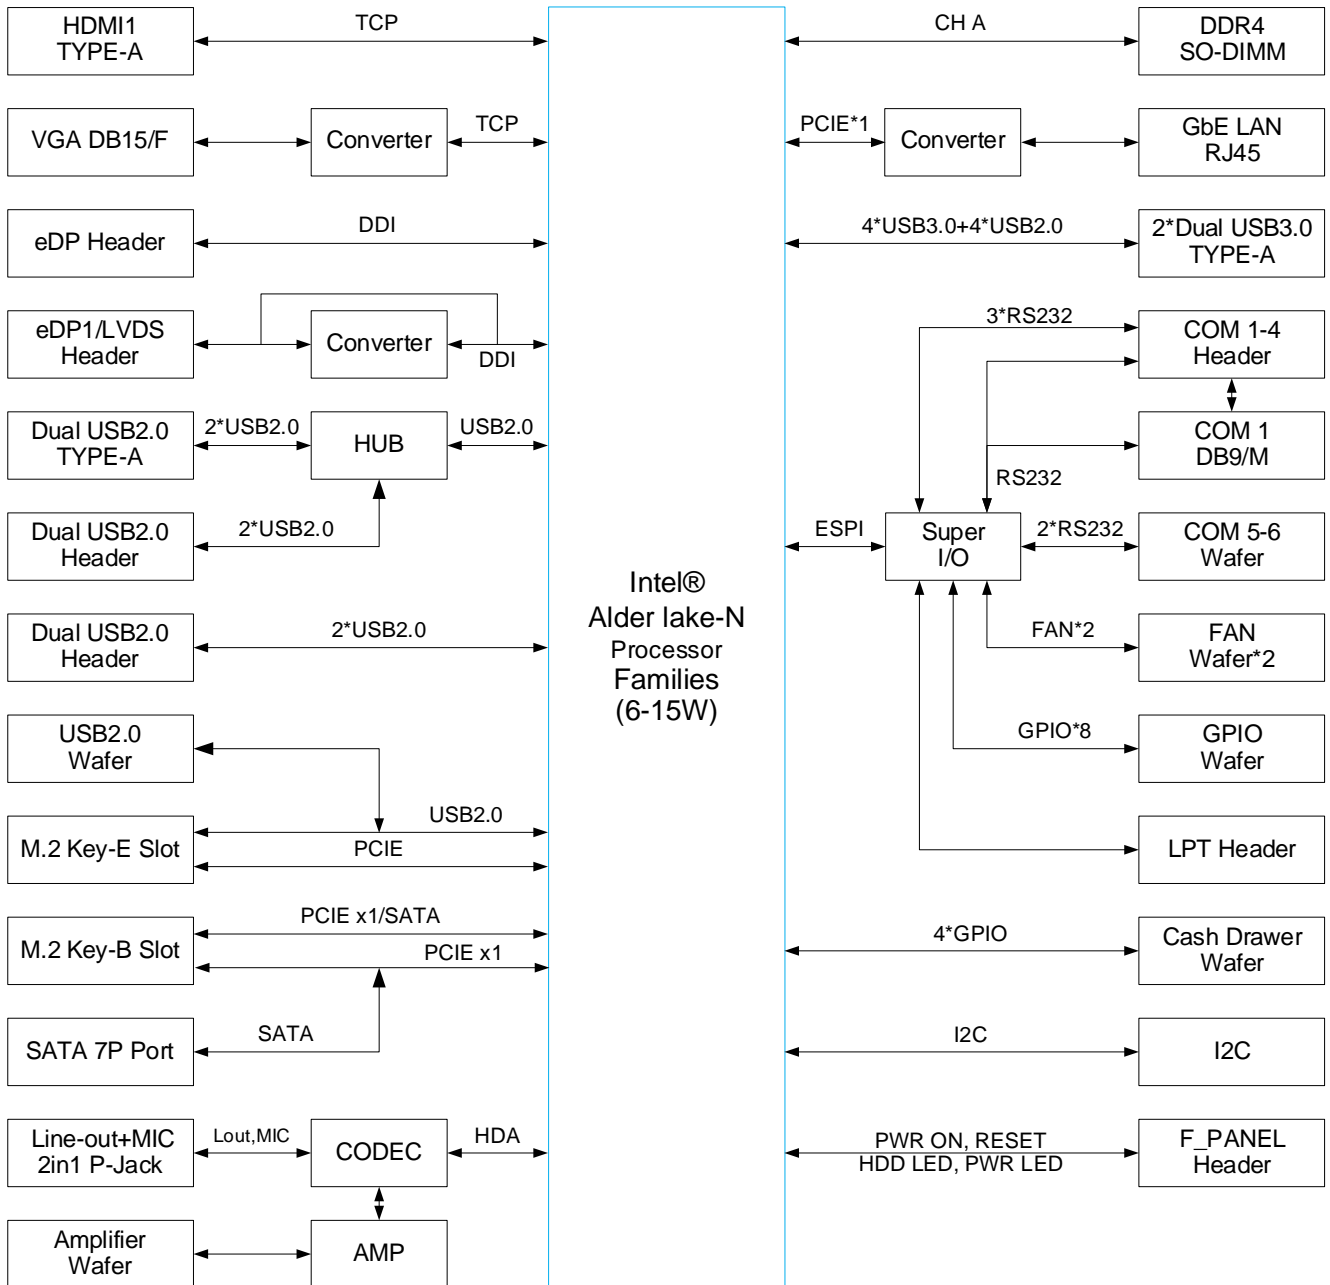 HDMI1
TYPE-A
TCP
CH A
DDR4
SO-DIMM
VGA DB15/F
Converter
TCP
PCIE*1
Converter
GbE LAN
RJ45
eDP Header
DDI
4*USB3.0+4*USB2.0
2*Dual USB3.0
TYPE-A
eDP1/LVDS
Header
Converter
DDI
3*RS232
COM 1-4
Header
Dual USB2.0
TYPE-A
2*USB2.0
HUB
USB2.0
COM 1
DB9/M
RS232
Dual USB2.0
Header
2*USB2.0
ESPI
Super
I/O
2*RS232
COM 5-6
Wafer
Intel®
Alder lake-N
Processor
Families
(6-15W)
Dual USB2.0
Header
2*USB2.0
FAN*2
FAN
Wafer*2
USB2.0
Wafer
GPIO*8
GPIO
Wafer
M.2 Key-E Slot
USB2.0
PCIE
LPT Header
M.2 Key-B Slot
PCIE x1/SATA
PCIE x1
4*GPIO
Cash Drawer
Wafer
SATA 7P Port
SATA
I2C
I2C
Line-out+MIC
2in1 P-Jack
Lout,MIC
CODEC
HDA
PWR ON, RESET
HDD LED, PWR LED
F_PANEL
Header
Amplifier
Wafer
AMP